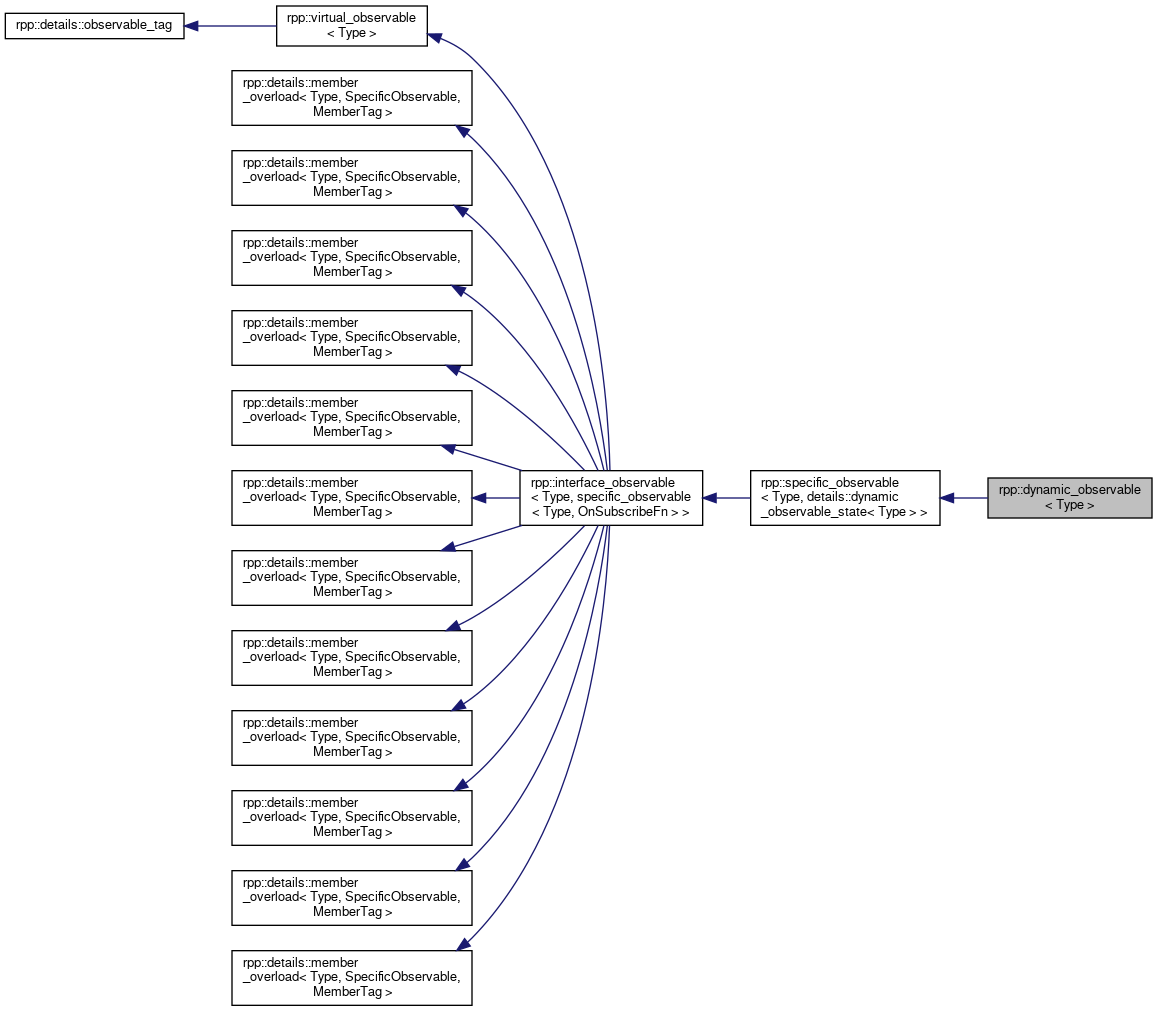 rpp::details::observable_tag
rpp::virtual_observable
< Type >
rpp::details::member
_overload< Type, SpecificObservable,
MemberTag >
rpp::details::member
_overload< Type, SpecificObservable,
MemberTag >
rpp::details::member
_overload< Type, SpecificObservable,
MemberTag >
rpp::details::member
_overload< Type, SpecificObservable,
MemberTag >
rpp::details::member
_overload< Type, SpecificObservable,
MemberTag >
rpp::details::member
_overload< Type, SpecificObservable,
MemberTag >
rpp::details::member
_overload< Type, SpecificObservable,
MemberTag >
rpp::details::member
_overload< Type, SpecificObservable,
MemberTag >
rpp::details::member
_overload< Type, SpecificObservable,
MemberTag >
rpp::details::member
_overload< Type, SpecificObservable,
MemberTag >
rpp::details::member
_overload< Type, SpecificObservable,
MemberTag >
rpp::details::member
_overload< Type, SpecificObservable,
MemberTag >
rpp::interface_observable
< Type, specific_observable
< Type, OnSubscribeFn > >
rpp::specific_observable
< Type, details::dynamic
_observable_state< Type > >
rpp::dynamic_observable
< Type >